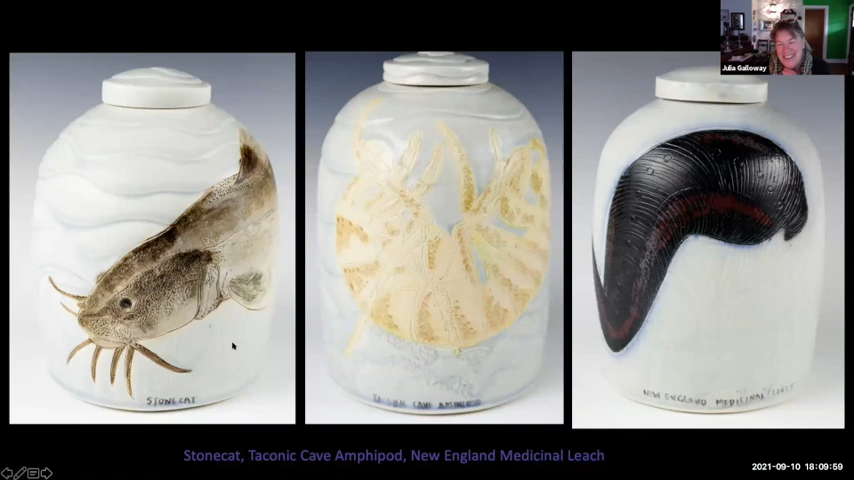 Julia Galloway
STONECAT
TACONIC CAVE AMPHIPOD
NEW ENGLAND MEDICINAL LEECH
Stonecat, Taconic Cave Amphipod, New England Medicinal Leach
2021-09-10 18:09:59